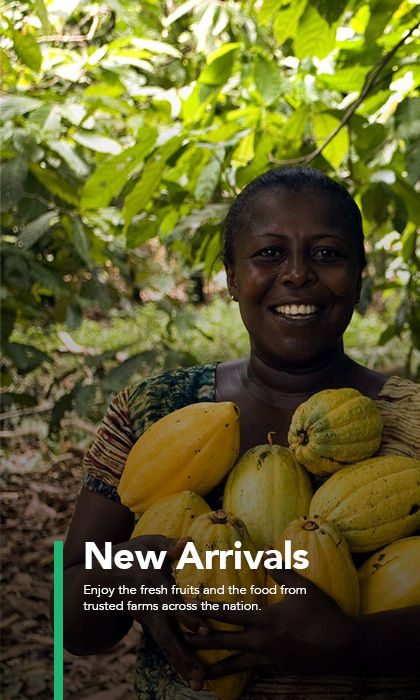 New Arrivals
Enjoy the fresh fruits and the food from
trusted farms across the nation.